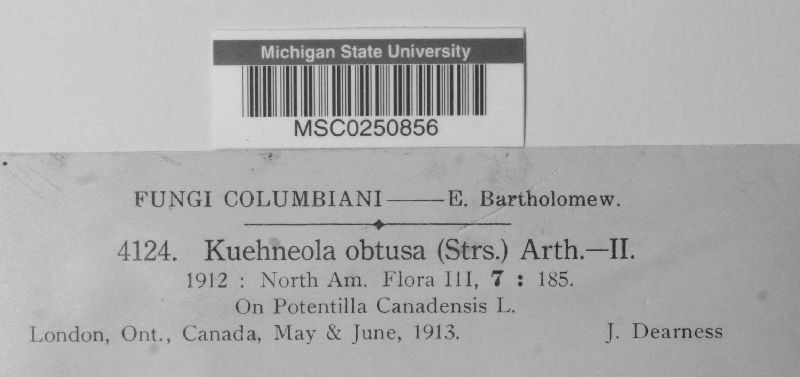 Michigan State University
MSC0250856
FUNGI COLUMBIANI——E. Bartholomew.
4124. Kuehneola obtusa (Strs.) Arth.—II.
1912 : North Am. Flora III, 7 : 185.
On Potentilla Canadensis L.
London, Ont., Canada, May & June, 1913. J. Dearness